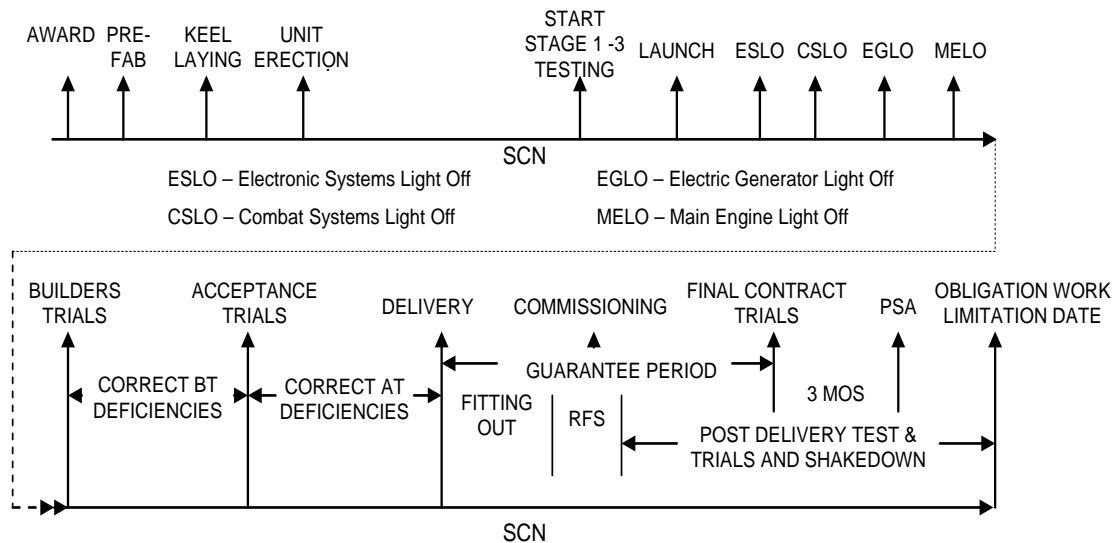 AWARD
PRE-
FAB
KEEL
LAYING
UNIT
ERECTION
START
STAGE 1 -3
TESTING
LAUNCH
ESLO
CSLO
EGLO
MELO
SCN
ESLO – Electronic Systems Light Off
EGLO – Electric Generator Light Off
CSLO – Combat Systems Light Off
MELO – Main Engine Light Off
BUILDERS
TRIALS
ACCEPTANCE
TRIALS
DELIVERY
COMMISSIONING
FINAL CONTRACT
TRIALS
PSA
OBLIGATION WORK
LIMITATION DATE
CORRECT BT
DEFICIENCIES
CORRECT AT
DEFICIENCIES
GUARANTEE PERIOD
FITTING
OUT
RFS
3 MOS
POST DELIVERY TEST &
TRIALS AND SHAKEDOWN
SCN